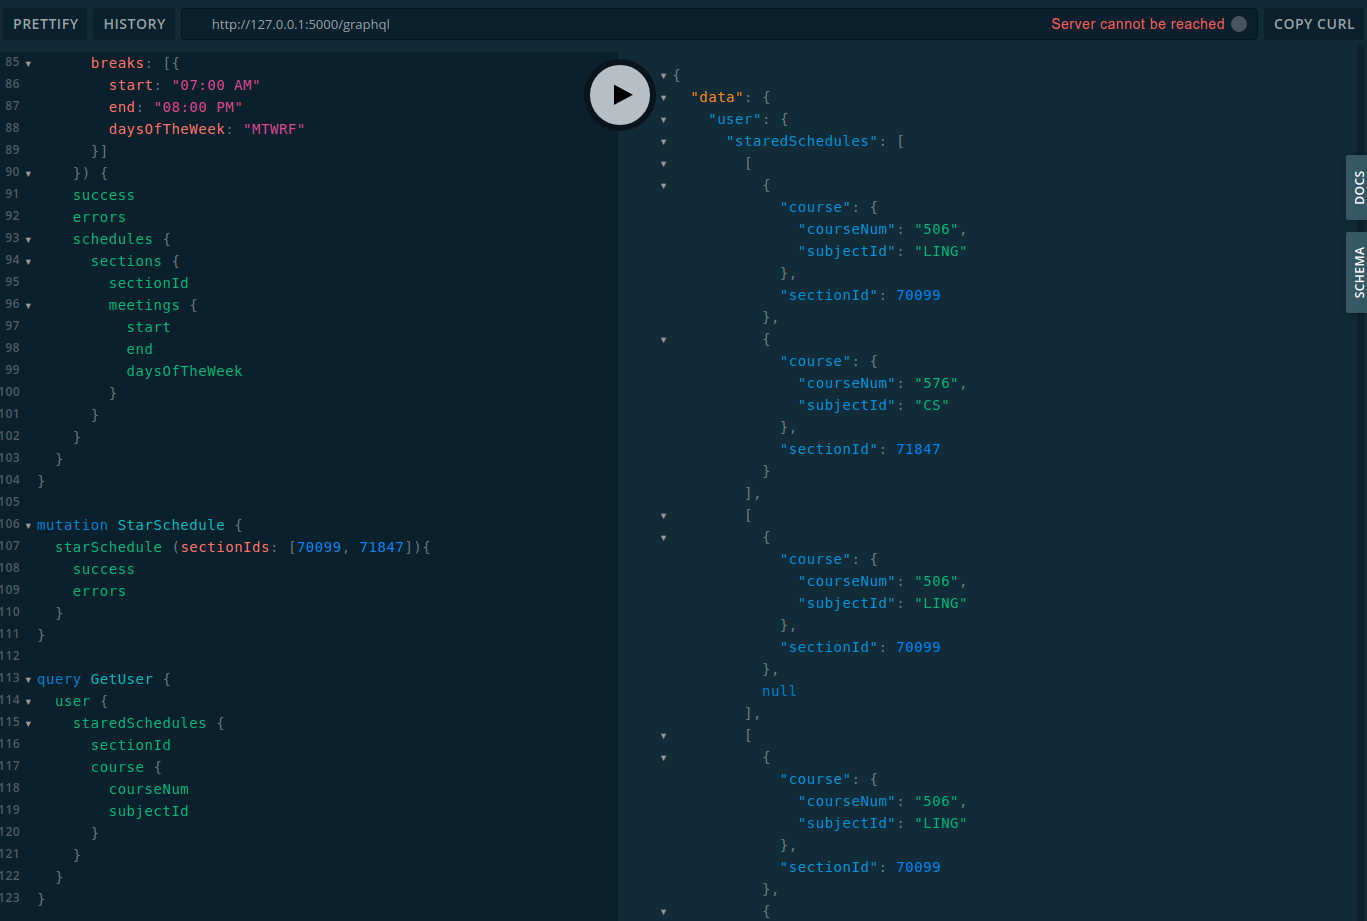 PRETTIFY HISTORY http://127.0.0.1:5000/graphql Server cannot be reached COPY CURL
85 breaks: [{
86 start: "07:00 AM"
87 end: "08:00 PM"
88 daysOfTheWeek: "MTWRF"
89 }]
90 }) {
91 success
92 errors
93 schedules {
94 sections {
95 sectionId
96 meetings {
97 start
98 end
99 daysOfTheWeek
100 }
101 }
102 }
103 }
104 }
105
106 mutation StarSchedule {
107 starSchedule (sectionIds: [70099, 71847]){
108 success
109 errors
110 }
111 }
112
113 query GetUser {
114 user {
115 staredSchedules {
116 sectionId
117 course {
118 courseNum
119 subjectId
120 }
121 }
122 }
123 }
{
"data": {
"user": {
"staredSchedules": [
[
{
"course": {
"courseNum": "506",
"subjectId": "LING"
},
"sectionId": 70099
},
{
"course": {
"courseNum": "576",
"subjectId": "CS"
},
"sectionId": 71847
}
],
[
{
"course": {
"courseNum": "506",
"subjectId": "LING"
},
"sectionId": 70099
},
null
],
[
{
"course": {
"courseNum": "506",
"subjectId": "LING"
},
"sectionId": 70099
},
{
DOCS
SCHEMA